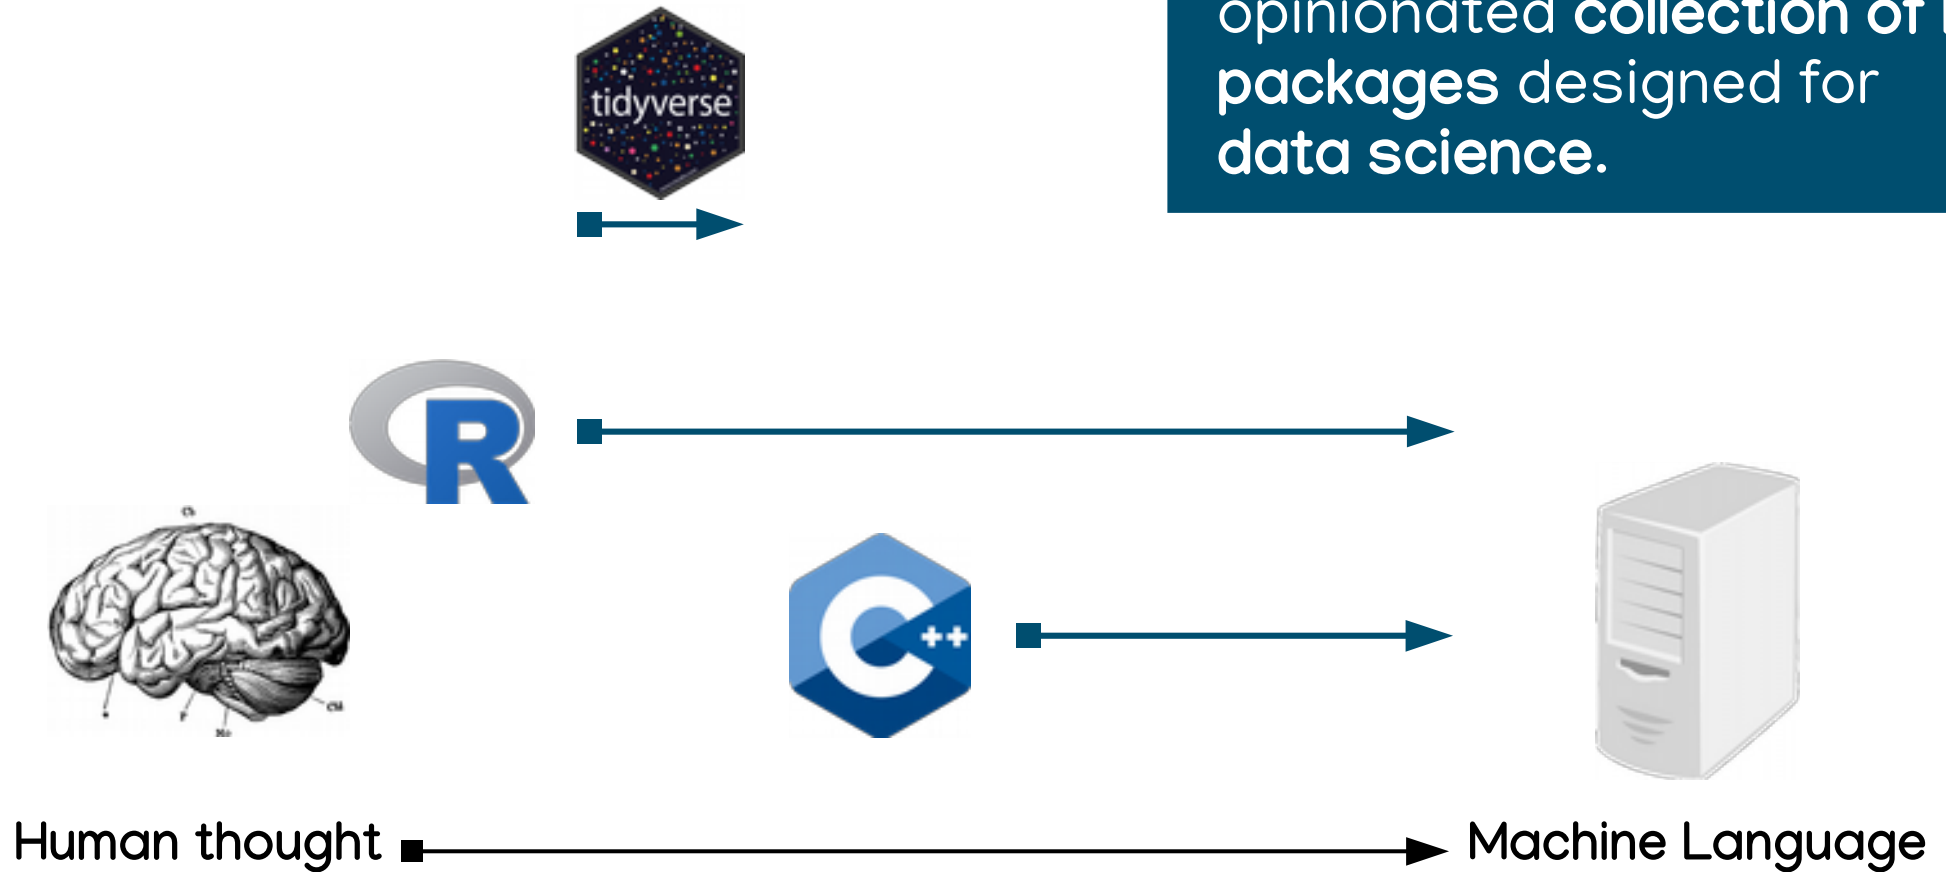 opinionated collection of
packages designed for
data science.
tidyverse
R
C++
Human thought
Machine Language